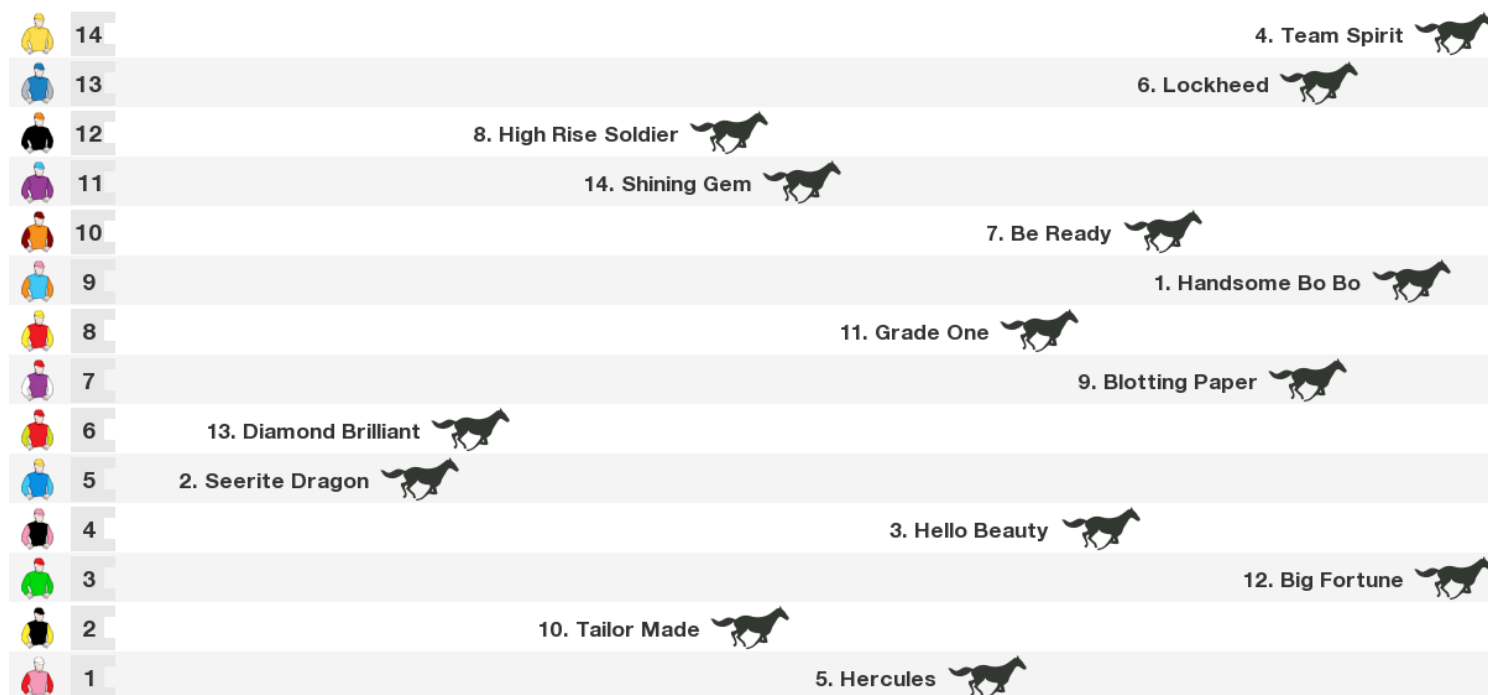 14 4. Team Spirit
13 6. Lockheed
12 8. High Rise Soldier
11 14. Shining Gem
10 7. Be Ready
9 1. Handsome Bo Bo
8 11. Grade One
7 9. Blotting Paper
6 13. Diamond Brilliant
5 2. Seerite Dragon
4 3. Hello Beauty
3 12. Big Fortune
2 10. Tailor Made
1 5. Hercules